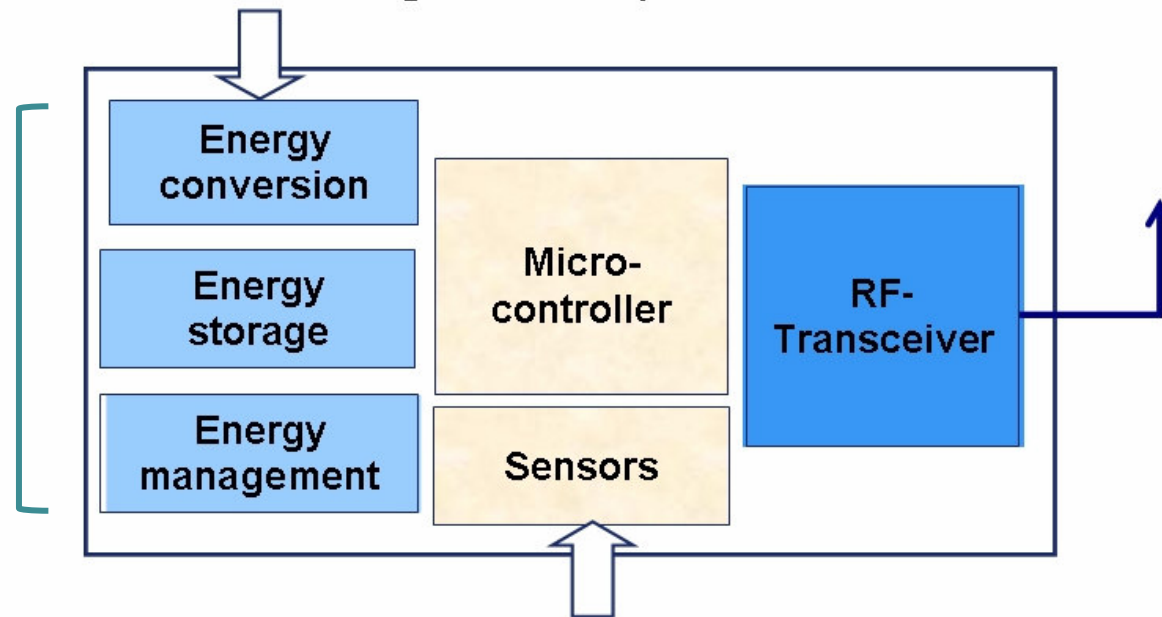 Energy
conversion
Energy
storage
Energy
management
Micro-
controller
Sensors
RF-
Transceiver